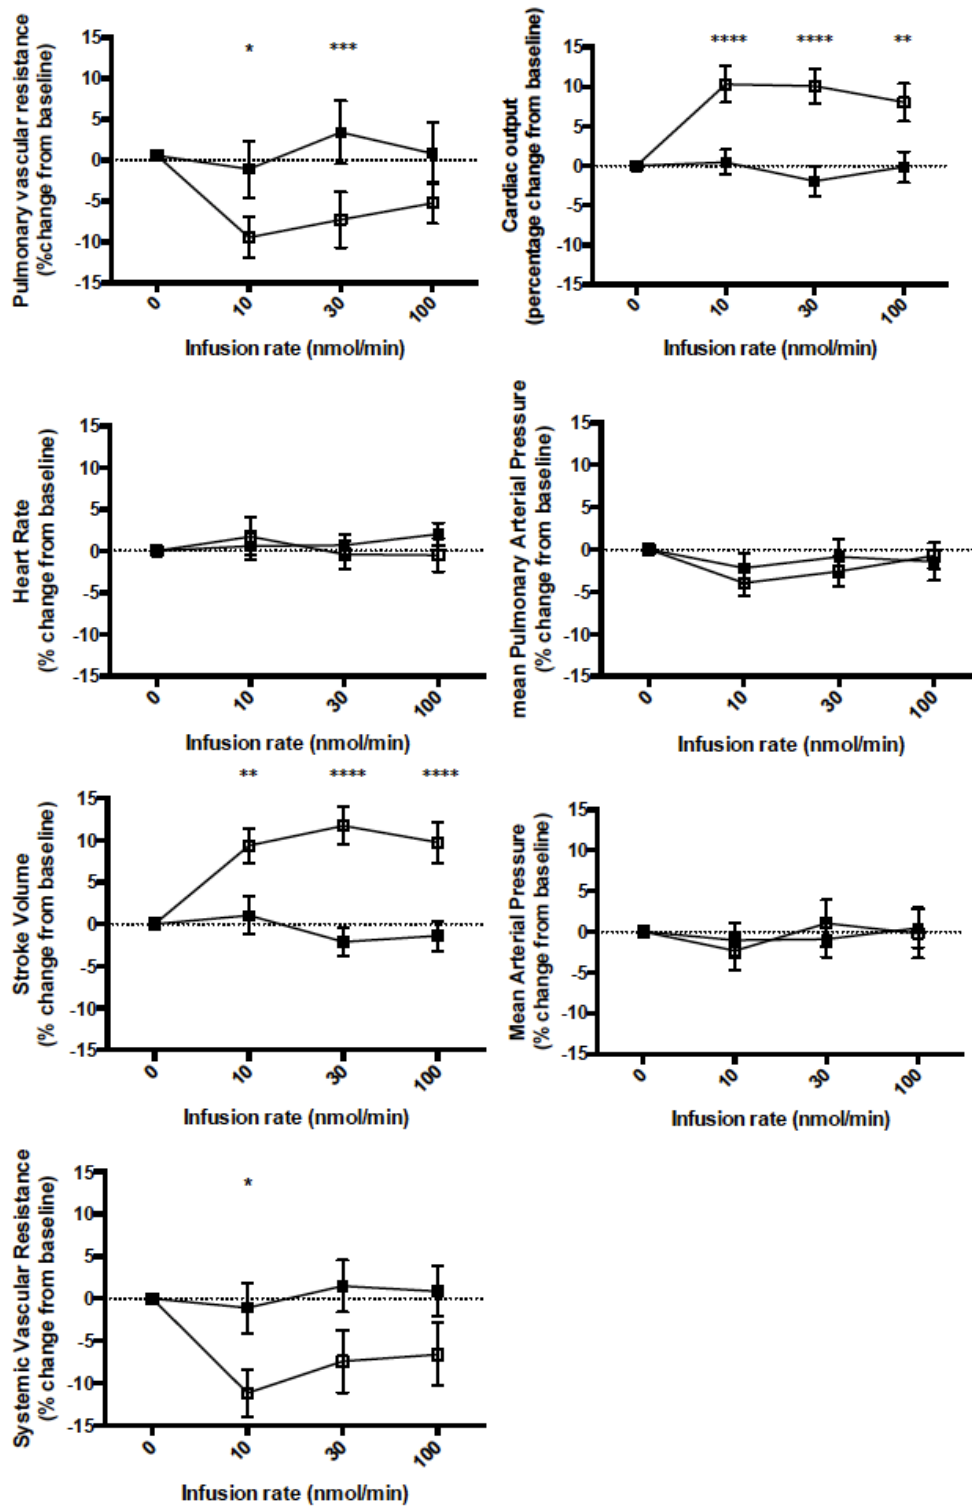 Pulmonary vascular resistance
(%change from baseline)
* ***
15
10
5
0
-5
-10
-15
0 10 30 100
Infusion rate (nmol/min)
Cardiac output
(percentage change from baseline)
**** **** **
15
10
5
0
-5
-10
-15
0 10 30 100
Infusion rate (nmol/min)
Heart Rate
(% change from baseline)
15
10
5
0
-5
-10
-15
0 10 30 100
Infusion rate (nmol/min)
mean Pulmonary Arterial Pressure
(% change from baseline)
15
10
5
0
-5
-10
-15
0 10 30 100
Infusion rate (nmol/min)
Stroke Volume
(% change from baseline)
** **** ****
15
10
5
0
-5
-10
-15
0 10 30 100
Infusion rate (nmol/min)
Mean Arterial Pressure
(% change from baseline)
15
10
5
0
-5
-10
-15
0 10 30 100
Infusion rate (nmol/min)
Systemic Vascular Resistance
(% change from baseline)
*
15
10
5
0
-5
-10
-15
0 10 30 100
Infusion rate (nmol/min)